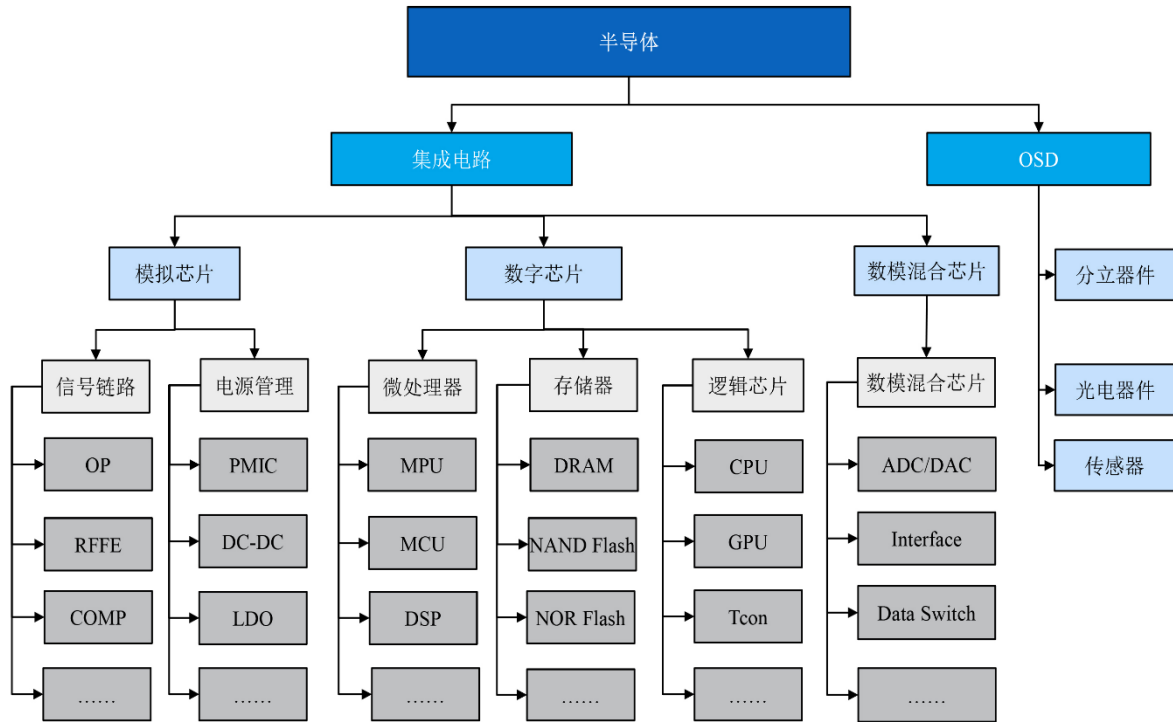 半导体
集成电路
OSD
模拟芯片
数字芯片
数模混合芯片
分立器件
光电器件
传感器
信号链路
电源管理
微处理器
存储器
逻辑芯片
数模混合芯片
OP
PMIC
MPU
DRAM
CPU
ADC/DAC
RFFE
DC-DC
MCU
NAND Flash
GPU
Interface
COMP
LDO
DSP
NOR Flash
Tcon
Data Switch
……
……
……
……
……
……